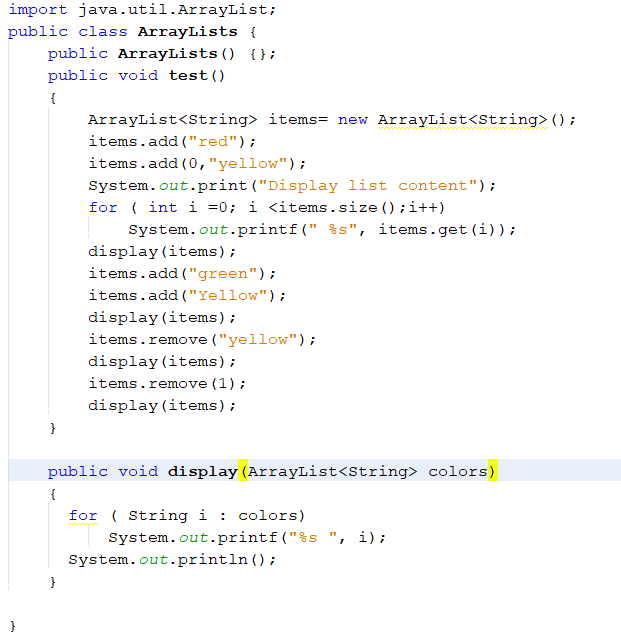 import java.util.ArrayList;
public class ArrayLists {
public ArrayLists() {};
public void test()
{
ArrayList<String> items= new ArrayList<String>();
items.add("red");
items.add(0,"yellow");
System.out.print("Display list content");
for ( int i =0; i <items.size();i++)
System.out.printf(" %s", items.get(i));
display(items);
items.add("green");
items.add("Yellow");
display(items);
items.remove("yellow");
display(items);
items.remove(1);
display(items);
}
public void display(ArrayList<String> colors)
{
for ( String i : colors)
System.out.printf("%s ", i);
System.out.println();
}
}